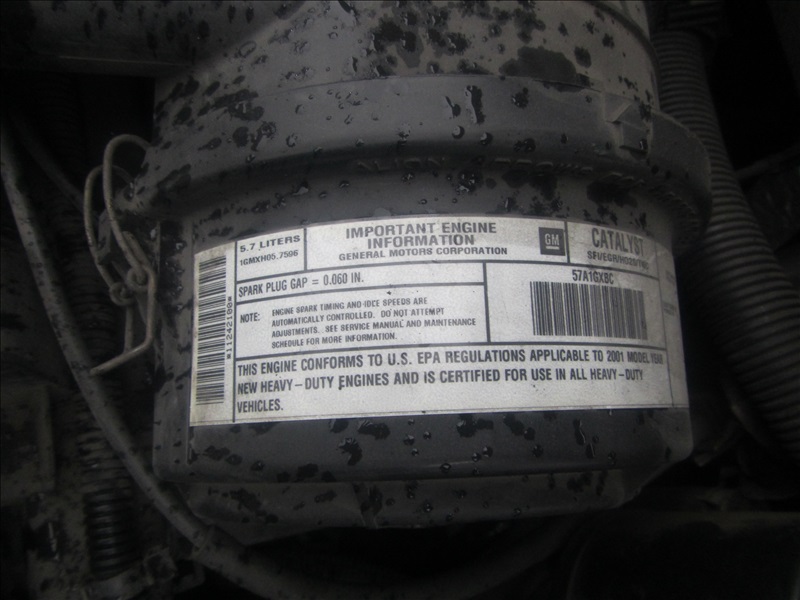 5.7 LITERS
1GMXH05.7506
IMPORTANT ENGINE
INFORMATION
GENERAL MOTORS CORPORATION
GM
CATALYST
SPARK PLUG GAP = 0.060 IN.
57A1GXBC
NOTE: ENGINE SPARK TIMING AND IDLE SPEEDS ARE
AUTOMATICALLY CONTROLLED. DO NOT ATTEMPT
ADJUSTMENTS. SEE SERVICE MANUAL AND MAINTENANCE
SCHEDULE FOR MORE INFORMATION.
*11242100*
THIS ENGINE CONFORMS TO U.S. EPA REGULATIONS APPLICABLE TO 2001 MODEL YEAR
NEW HEAVY-DUTY ENGINES AND IS CERTIFIED FOR USE IN ALL HEAVY-DUTY
VEHICLES.